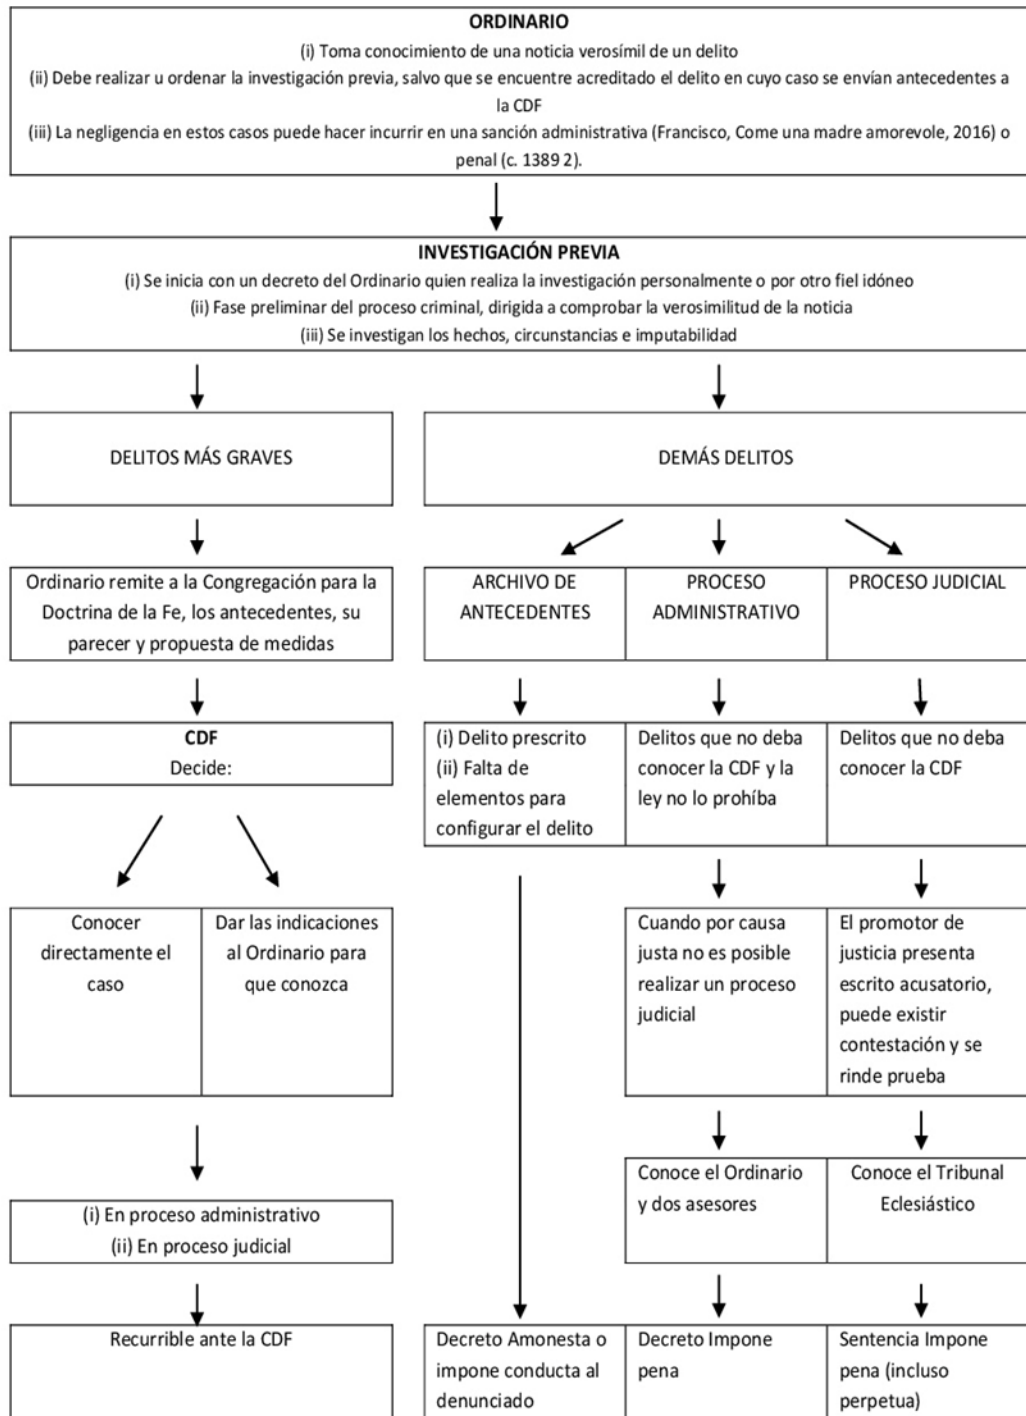 ORDINARIO
(i) Toma conocimiento de una noticia verosímil de un delito
(ii) Debe realizar u ordenar la investigación previa, salvo que se encuentre acreditado el delito en cuyo caso se envían antecedentes a
la CDF
(iii) La negligencia en estos casos puede hacer incurrir en una sanción administrativa (Francisco, Come una madre amorevole, 2016) o
penal (c. 1389 2).
INVESTIGACIÓN PREVIA
(i) Se inicia con un decreto del Ordinario quien realiza la investigación personalmente o por otro fiel idóneo
(ii) Fase preliminar del proceso criminal, dirigida a comprobar la verosimilitud de la noticia
(iii) Se investigan los hechos, circunstancias e imputabilidad
DELITOS MÁS GRAVES
DEMÁS DELITOS
Ordinario remite a la Congregación para la
Doctrina de la Fe, los antecedentes, su
parecer y propuesta de medidas
ARCHIVO DE
ANTECEDENTES
PROCESO
ADMINISTRATIVO
PROCESO JUDICIAL
CDF
Decide:
(i) Delito prescrito
(ii) Falta de
elementos para
configurar el delito
Delitos que no deba
conocer la CDF y la
ley no lo prohíba
Delitos que no deba
conocer la CDF
Conocer
directamente el
caso
Dar las indicaciones
al Ordinario para
que conozca
Cuando por causa
justa no es posible
realizar un proceso
judicial
El promotor de
justicia presenta
escrito acusatorio,
puede existir
contestación y se
rinde prueba
Conoce el Ordinario
y dos asesores
Conoce el Tribunal
Eclesiástico
(i) En proceso administrativo
(ii) En proceso judicial
Recurrible ante la CDF
Decreto Amonesta o
impone conducta al
denunciado
Decreto Impone
pena
Sentencia Impone
pena (incluso
perpetua)